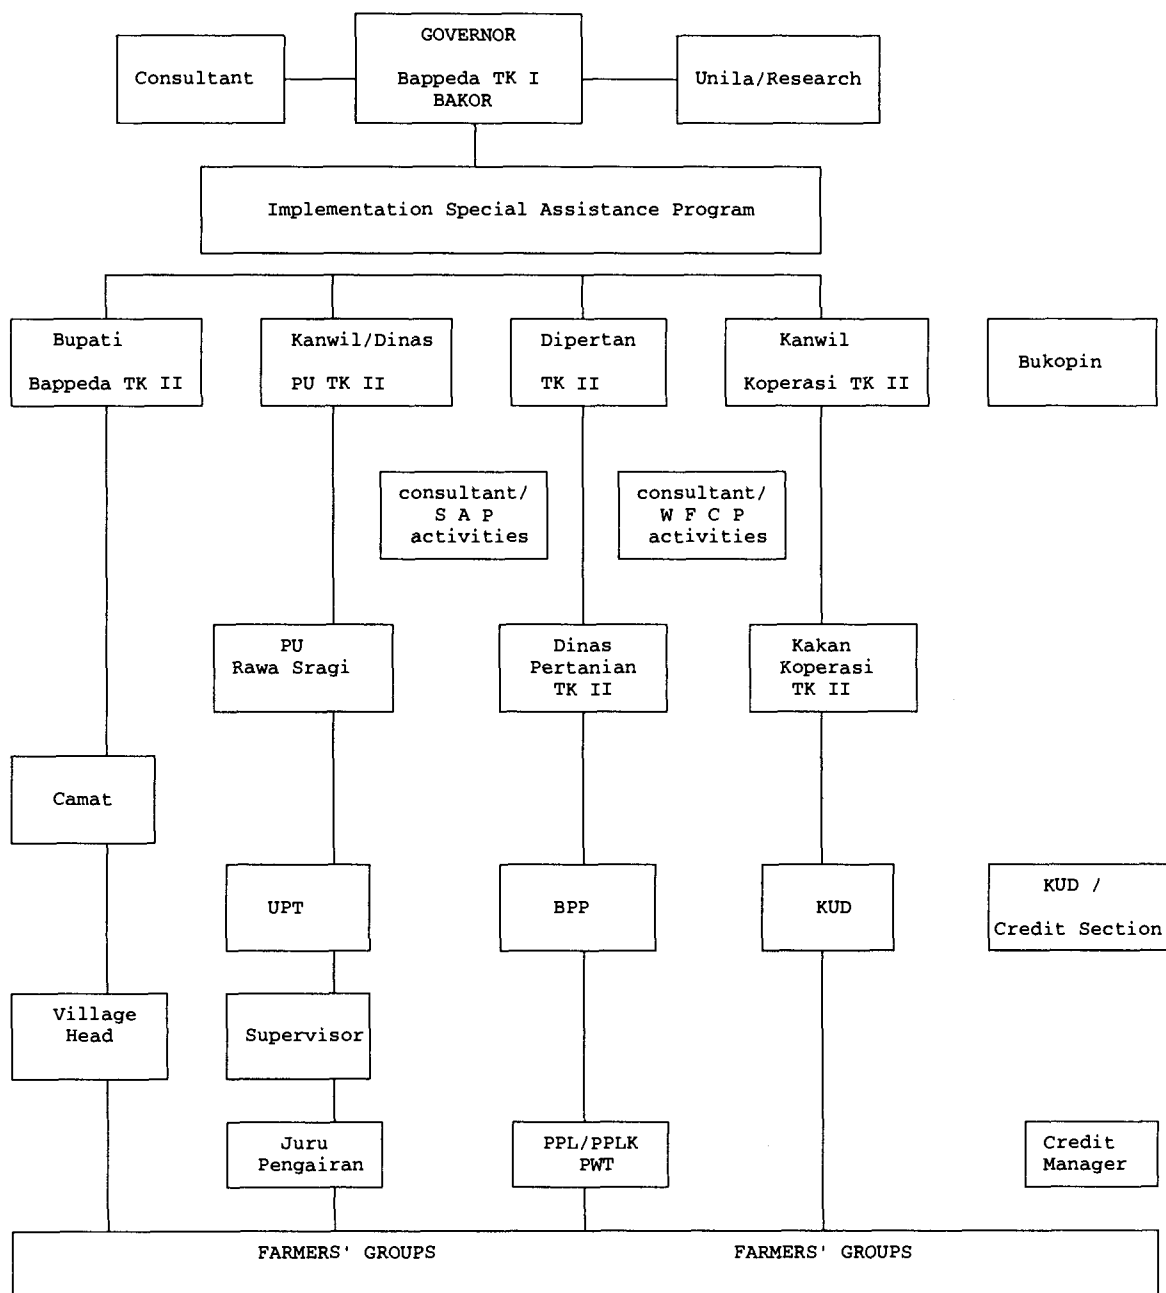 GOVERNOR
Consultant
Bappeda TK I
BAKOR
Unila/Research
Implementation Special Assistance Program
Bupati
Bappeda TK II
Kanwil/Dinas
PU TK II
Dipertan
TK II
Kanwil
Koperasi TK II
Bukopin
consultant/
S A P
activities
consultant/
W F C P
activities
PU
Rawa Sragi
Dinas
Pertanian
TK II
Kakan
Koperasi
TK II
Camat
UPT
BPP
KUD
KUD /
Credit Section
Village
Head
Supervisor
Juru
Pengairan
PPL/PPLK
PWT
Credit
Manager
FARMERS' GROUPS
FARMERS' GROUPS